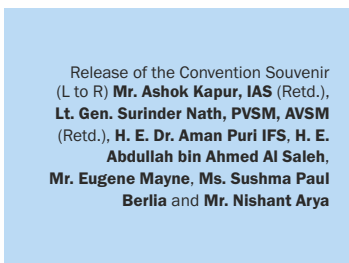 Release of the Convention Souvenir
(L to R) Mr. Ashok Kapur, IAS (Retd.),
Lt. Gen. Surinder Nath, PVSM, AVSM
(Retd.), H. E. Dr. Aman Puri IFS, H. E.
Abdullah bin Ahmed Al Saleh,
Mr. Eugene Mayne, Ms. Sushma Paul
Berlia and Mr. Nishant Arya